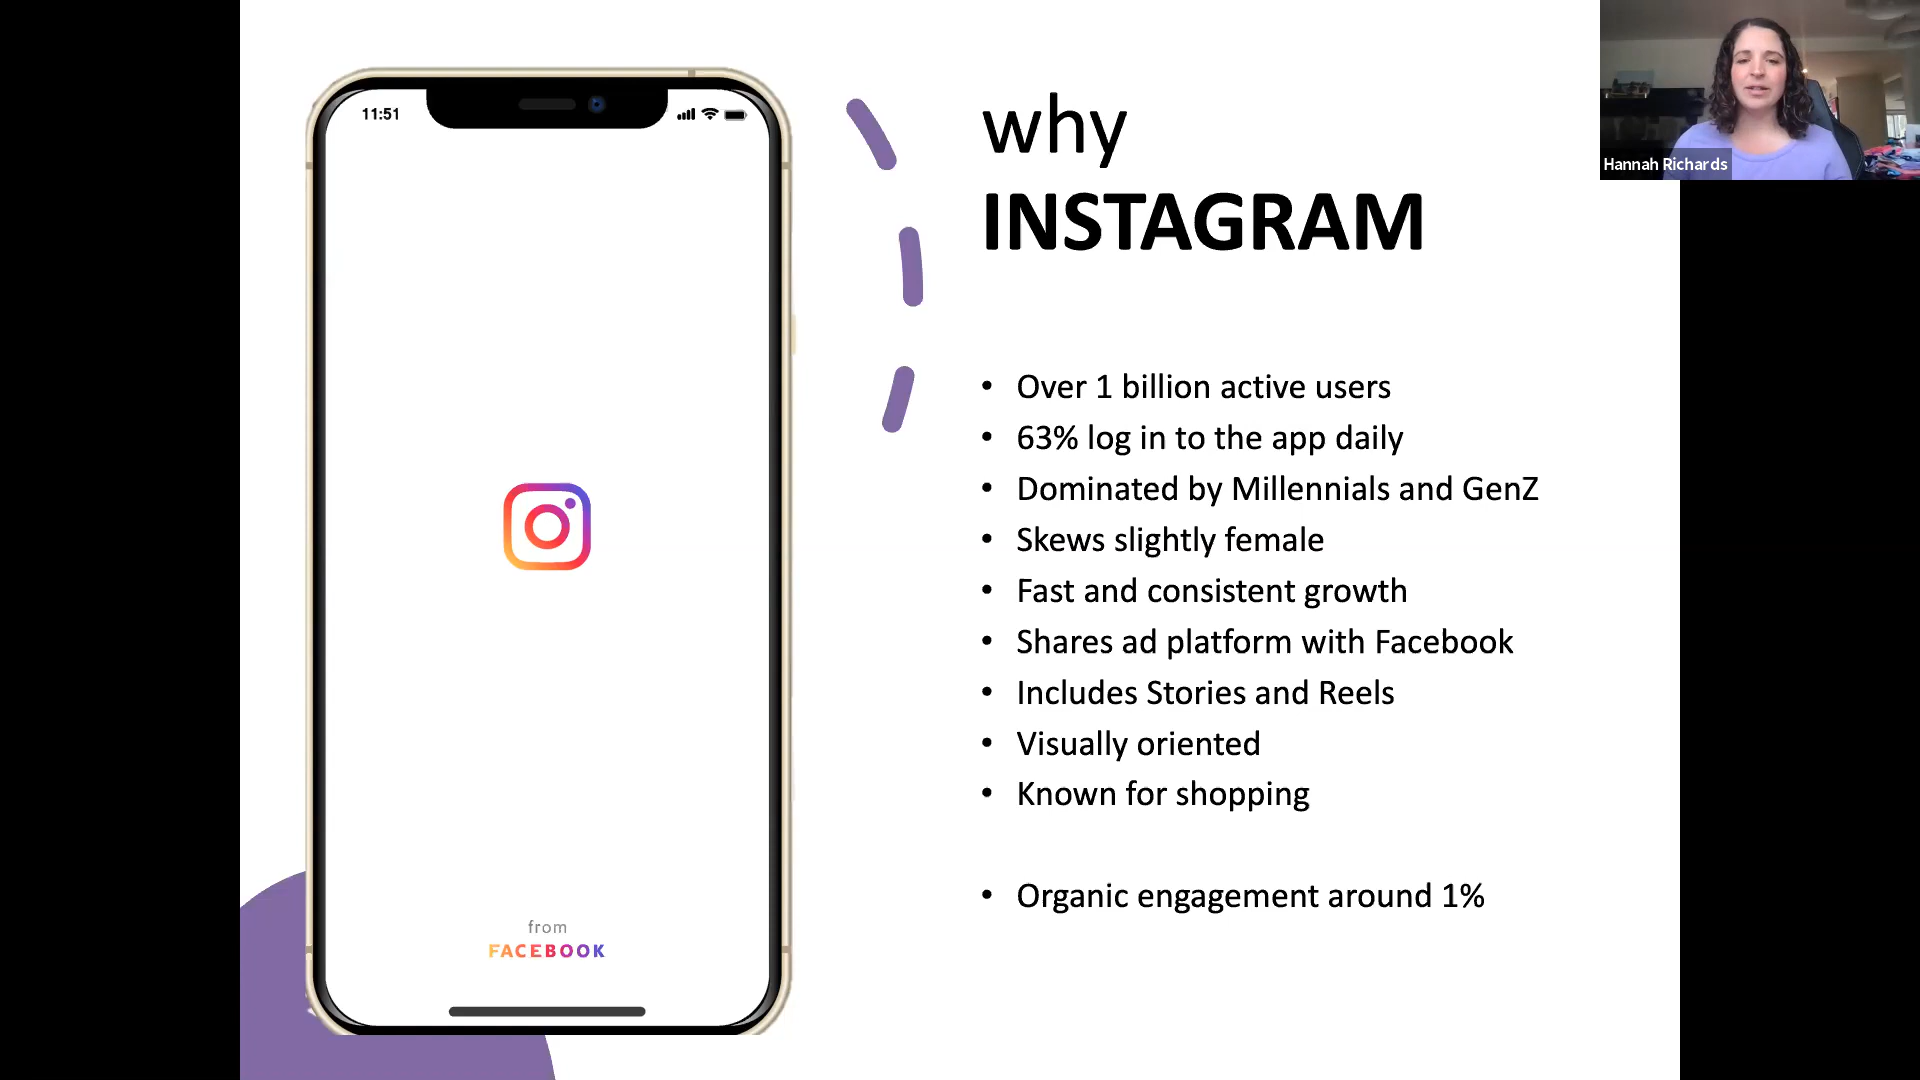 11:51
why
INSTAGRAM
• Over 1 billion active users
• 63% log in to the app daily
• Dominated by Millennials and GenZ
• Skews slightly female
• Fast and consistent growth
• Shares ad platform with Facebook
• Includes Stories and Reels
• Visually oriented
• Known for shopping
• Organic engagement around 1%
from
FACEBOOK
Hannah Richards